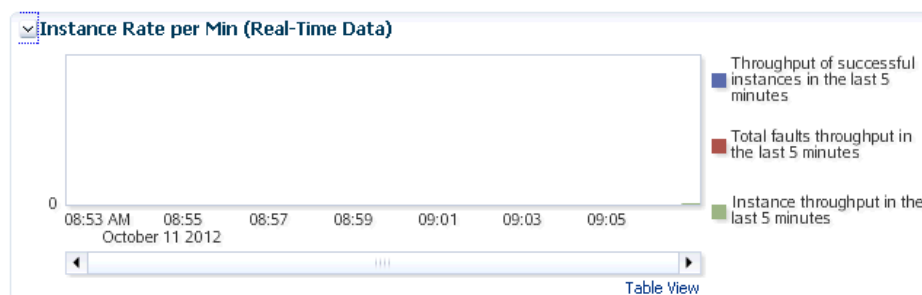 Instance Rate per Min (Real-Time Data)
Throughput of successful
instances in the last 5
minutes
Total faults throughput in
the last 5 minutes
Instance throughput in the
last 5 minutes
0
08:53 AM 08:55 08:57 08:59 09:01 09:03 09:05
October 11 2012
Table View